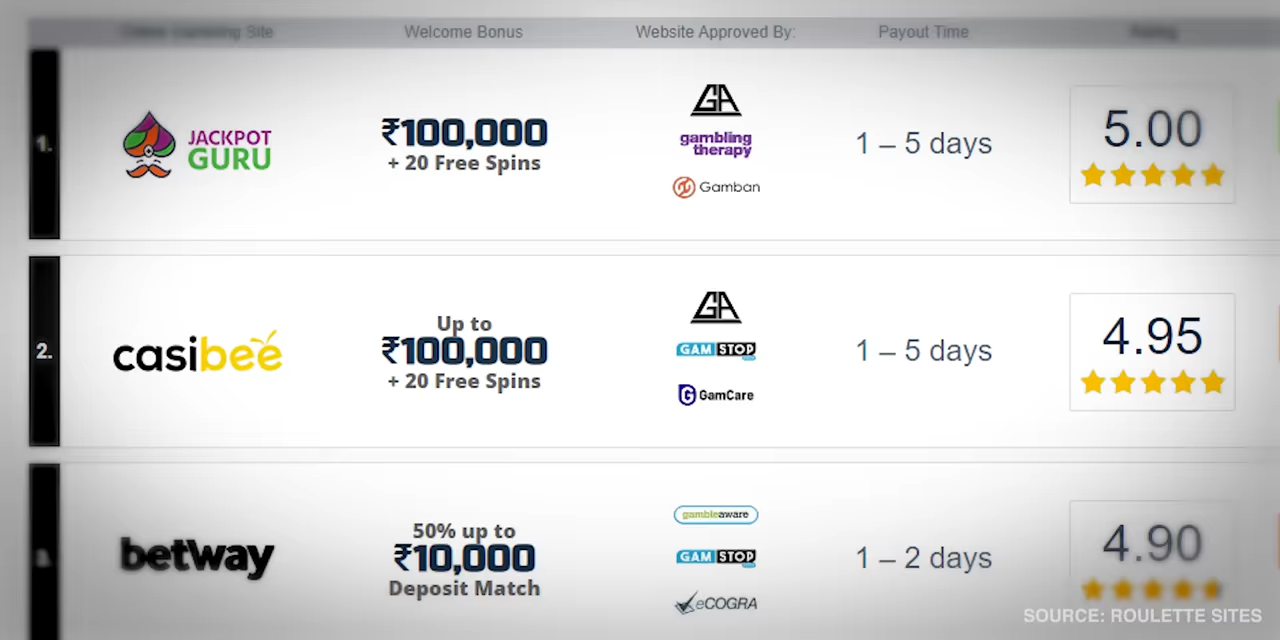 Welcome Bonus
Website Approved By:
Payout Time
1.
JACKPOT
GURU
₹100,000
+ 20 Free Spins
GA
gambling
therapy
Gamban
1 – 5 days
5.00
2.
casibee
Up to
₹100,000
+ 20 Free Spins
GA
GAMSTOP
GamCare
1 – 5 days
4.95
betway
50% up to
₹10,000
Deposit Match
gambleaware
GAMSTOP
eCOGRA
1 – 2 days
4.90
SOURCE: ROULETTE SITES